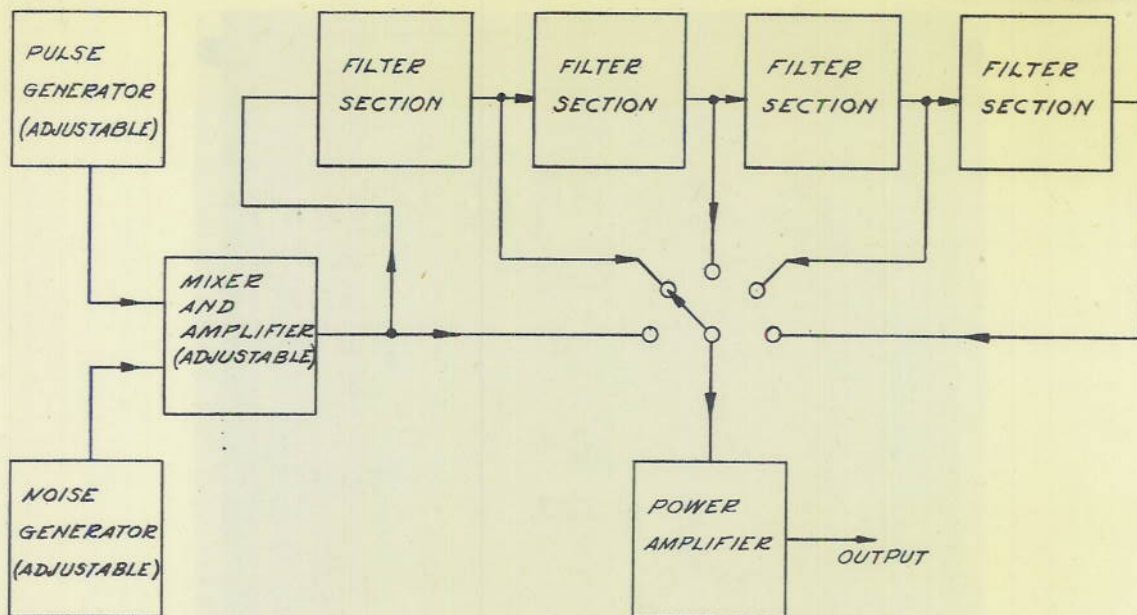 PULSE
GENERATOR
(ADJUSTABLE)
FILTER
SECTION
FILTER
SECTION
FILTER
SECTION
FILTER
SECTION
MIXER
AND
AMPLIFIER
(ADJUSTABLE)
NOISE
GENERATOR
(ADJUSTABLE)
POWER
AMPLIFIER
OUTPUT